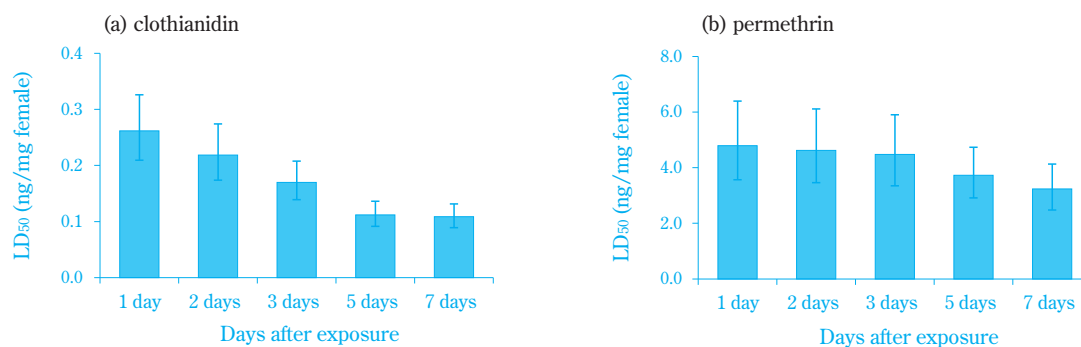 (a) clothianidin
LD50 (ng/mg female)
0.4
0.3
0.2
0.1
0.0
1 day 2 days 3 days 5 days 7 days
Days after exposure
(b) permethrin
LD50 (ng/mg female)
8.0
6.0
4.0
2.0
0.0
1 day 2 days 3 days 5 days 7 days
Days after exposure